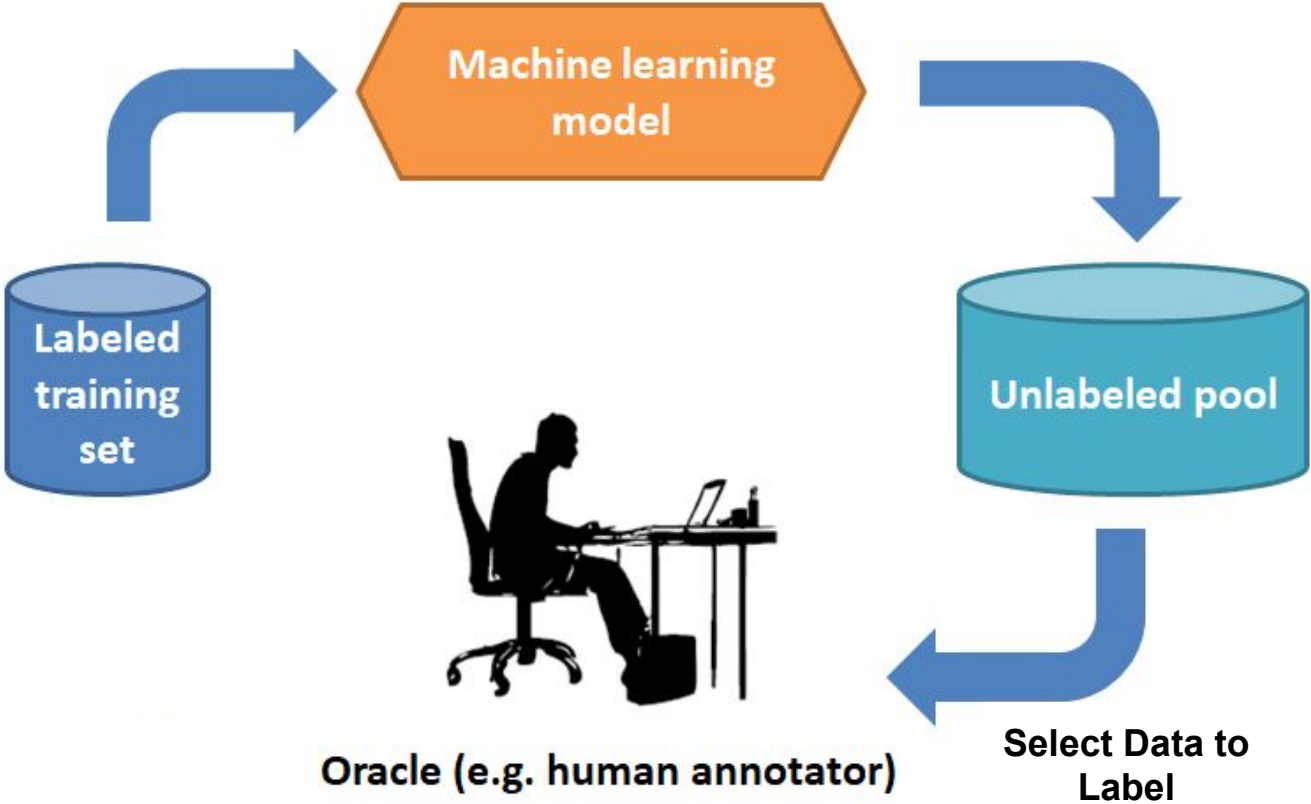 Machine learning
model
Labeled
training
set
Unlabeled pool
Oracle (e.g. human annotator)
Select Data to
Label